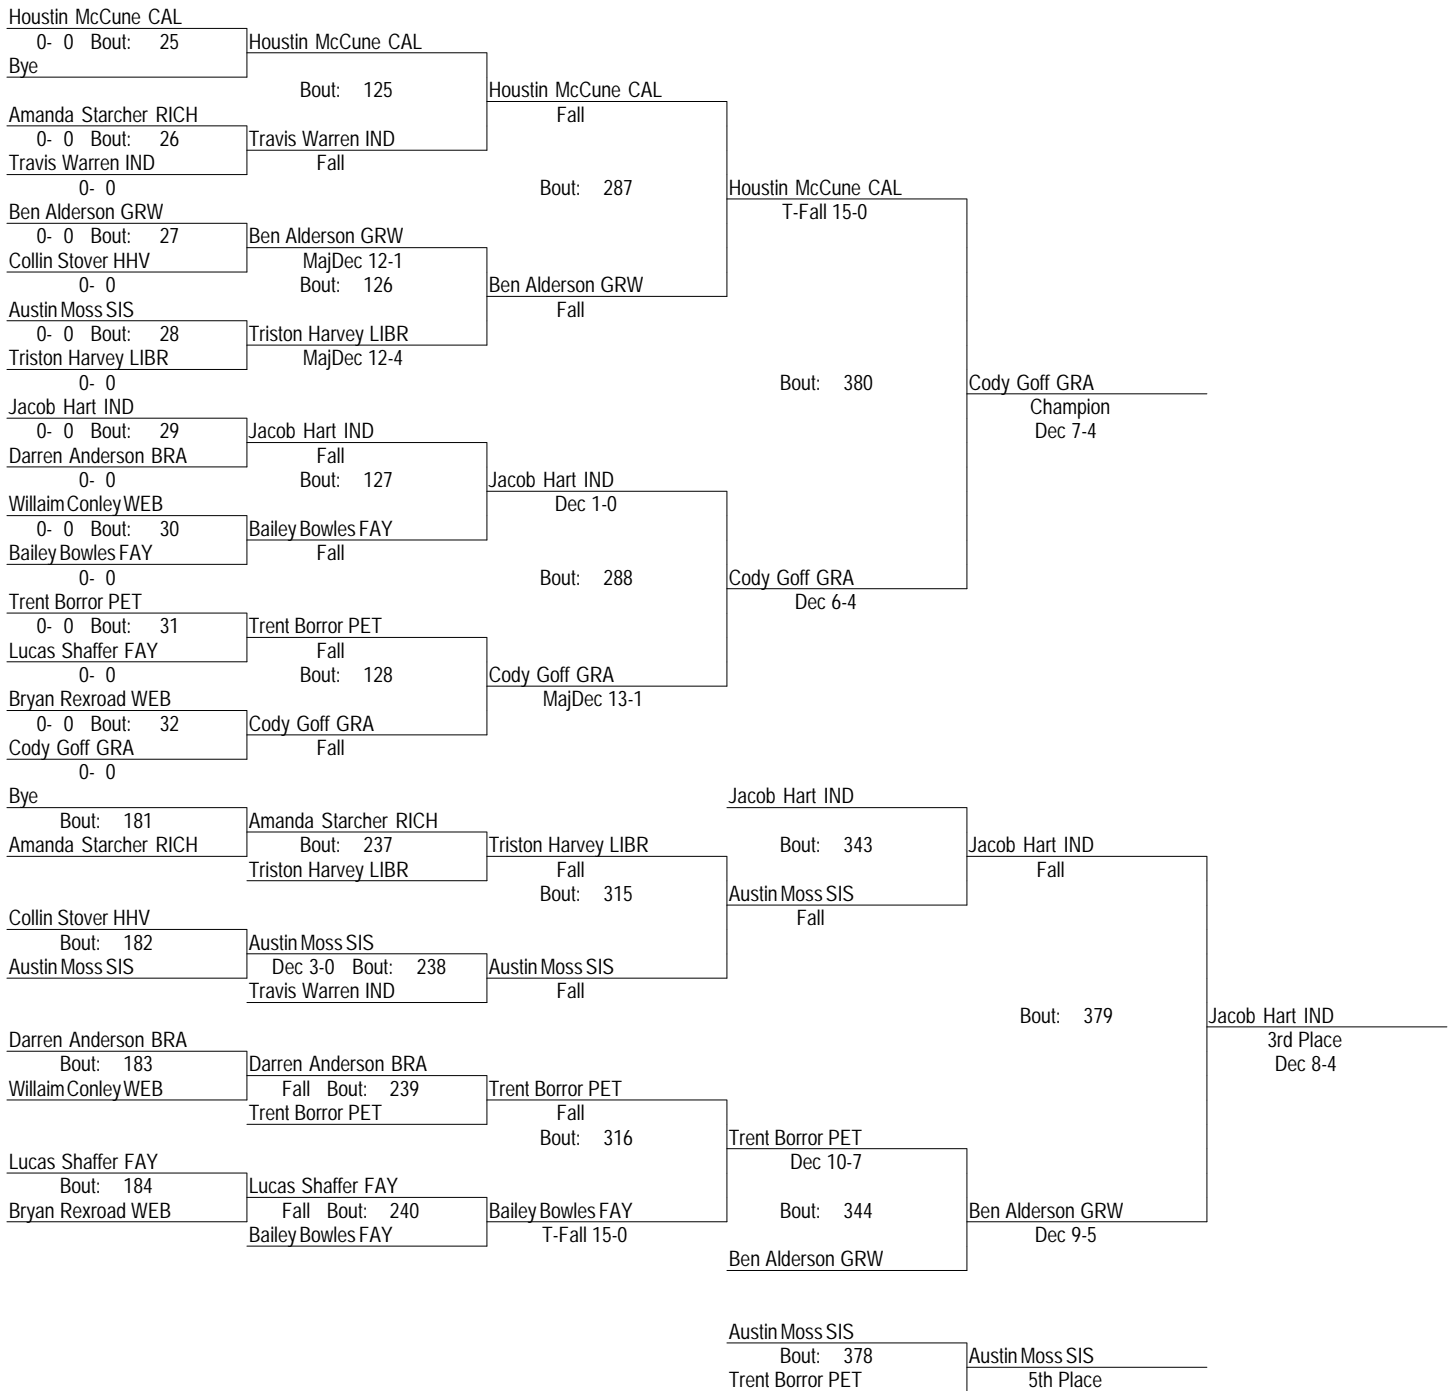 Houstin McCune CAL
0- 0 Bout: 25 Houstin McCune CAL
Bye
Bout: 125 Houstin McCune CAL
Amanda Starcher RICH Fall
0- 0 Bout: 26 Travis Warren IND
Travis Warren IND Fall
0- 0 Bout: 287 Houstin McCune CAL
Ben Alderson GRW T-Fall 15-0
0- 0 Bout: 27 Ben Alderson GRW
Collin Stover HHV MajDec 12-1
0- 0 Bout: 126 Ben Alderson GRW
Austin Moss SIS Fall
0- 0 Bout: 28 Triston Harvey LIBR
Triston Harvey LIBR MajDec 12-4
0- 0 Bout: 380 Cody Goff GRA
Jacob Hart IND Champion
0- 0 Bout: 29 Jacob Hart IND Dec 7-4
Darren Anderson BRA Fall
0- 0 Bout: 127 Jacob Hart IND
Willaim Conley WEB Dec 1-0
0- 0 Bout: 30 Bailey Bowles FAY
Bailey Bowles FAY Fall
0- 0 Bout: 288 Cody Goff GRA
Trent Borror PET Dec 6-4
0- 0 Bout: 31 Trent Borror PET
Lucas Shaffer FAY Fall
0- 0 Bout: 128 Cody Goff GRA
Bryan Rexroad WEB MajDec 13-1
0- 0 Bout: 32 Cody Goff GRA
Cody Goff GRA Fall
0- 0
Bye Jacob Hart IND
Bout: 181 Amanda Starcher RICH
Amanda Starcher RICH Bout: 237 Triston Harvey LIBR Bout: 343 Jacob Hart IND
Triston Harvey LIBR Fall Fall
Bout: 315 Austin Moss SIS
Collin Stover HHV Fall
Bout: 182 Austin Moss SIS
Austin Moss SIS Dec 3-0 Bout: 238 Austin Moss SIS
Travis Warren IND Fall
Bout: 379 Jacob Hart IND
Darren Anderson BRA 3rd Place
Bout: 183 Darren Anderson BRA Dec 8-4
Willaim Conley WEB Fall Bout: 239 Trent Borror PET
Trent Borror PET Fall
Bout: 316 Trent Borror PET
Lucas Shaffer FAY Dec 10-7
Bout: 184 Lucas Shaffer FAY
Bryan Rexroad WEB Fall Bout: 240 Bailey Bowles FAY Bout: 344 Ben Alderson GRW
Bailey Bowles FAY T-Fall 15-0 Dec 9-5
Ben Alderson GRW
Austin Moss SIS
Bout: 378 Austin Moss SIS
Trent Borror PET 5th Place